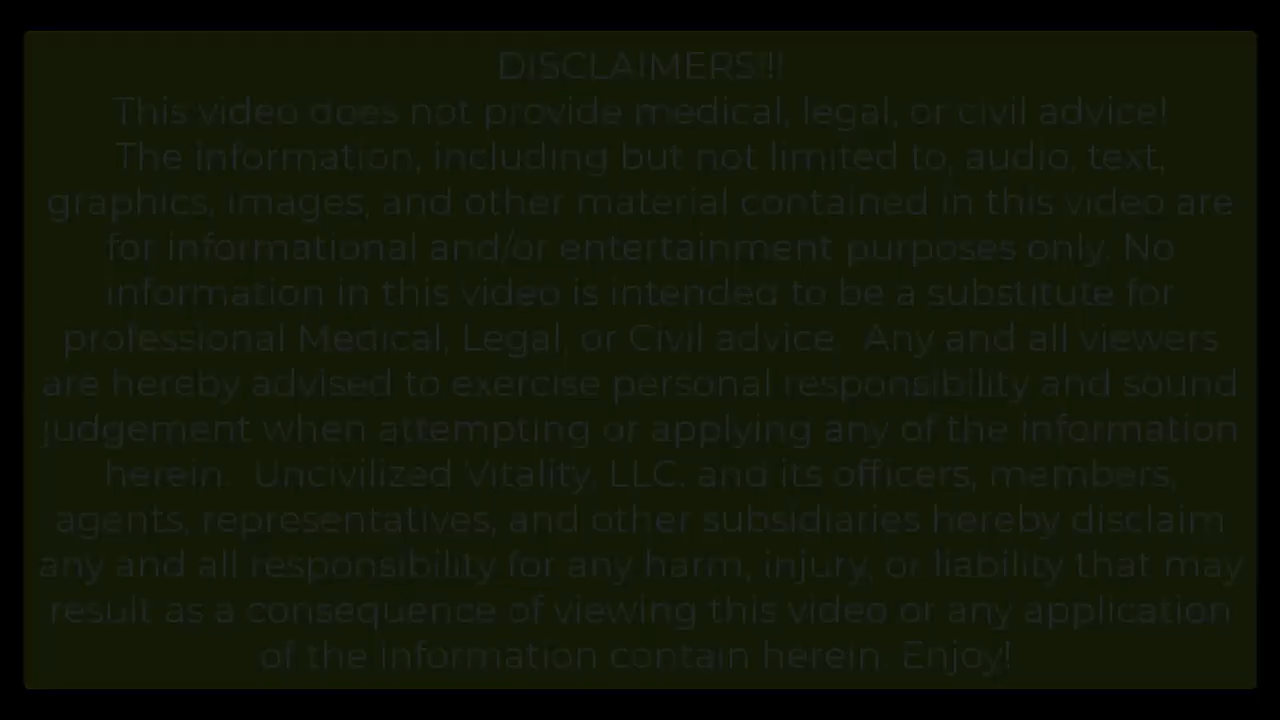 DISCLAIMERS!!!
This video does not provide medical, legal, or civil advice!
The information, including but not limited to, audio, text,
graphics, images, and other material contained in this video are
for informational and/or entertainment purposes only. No
information in this video is intended to be a substitute for
professional Medical, Legal, or Civil advice. Any and all viewers
are hereby advised to exercise personal responsibility and sound
judgement when attempting or applying any of the information
herein. Uncivilized Vitality, LLC. and its officers, members,
agents, representatives, and other subsidiaries hereby disclaim
any and all responsibility for any harm, injury, or liability that may
result as a consequence of viewing this video or any application
of the information contain herein. Enjoy!